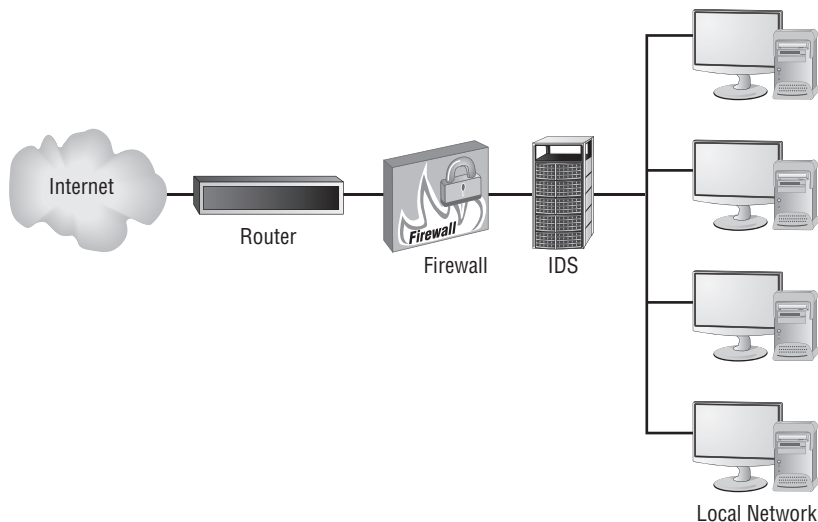 Internet
Router
Firewall
Firewall
IDS
Local Network